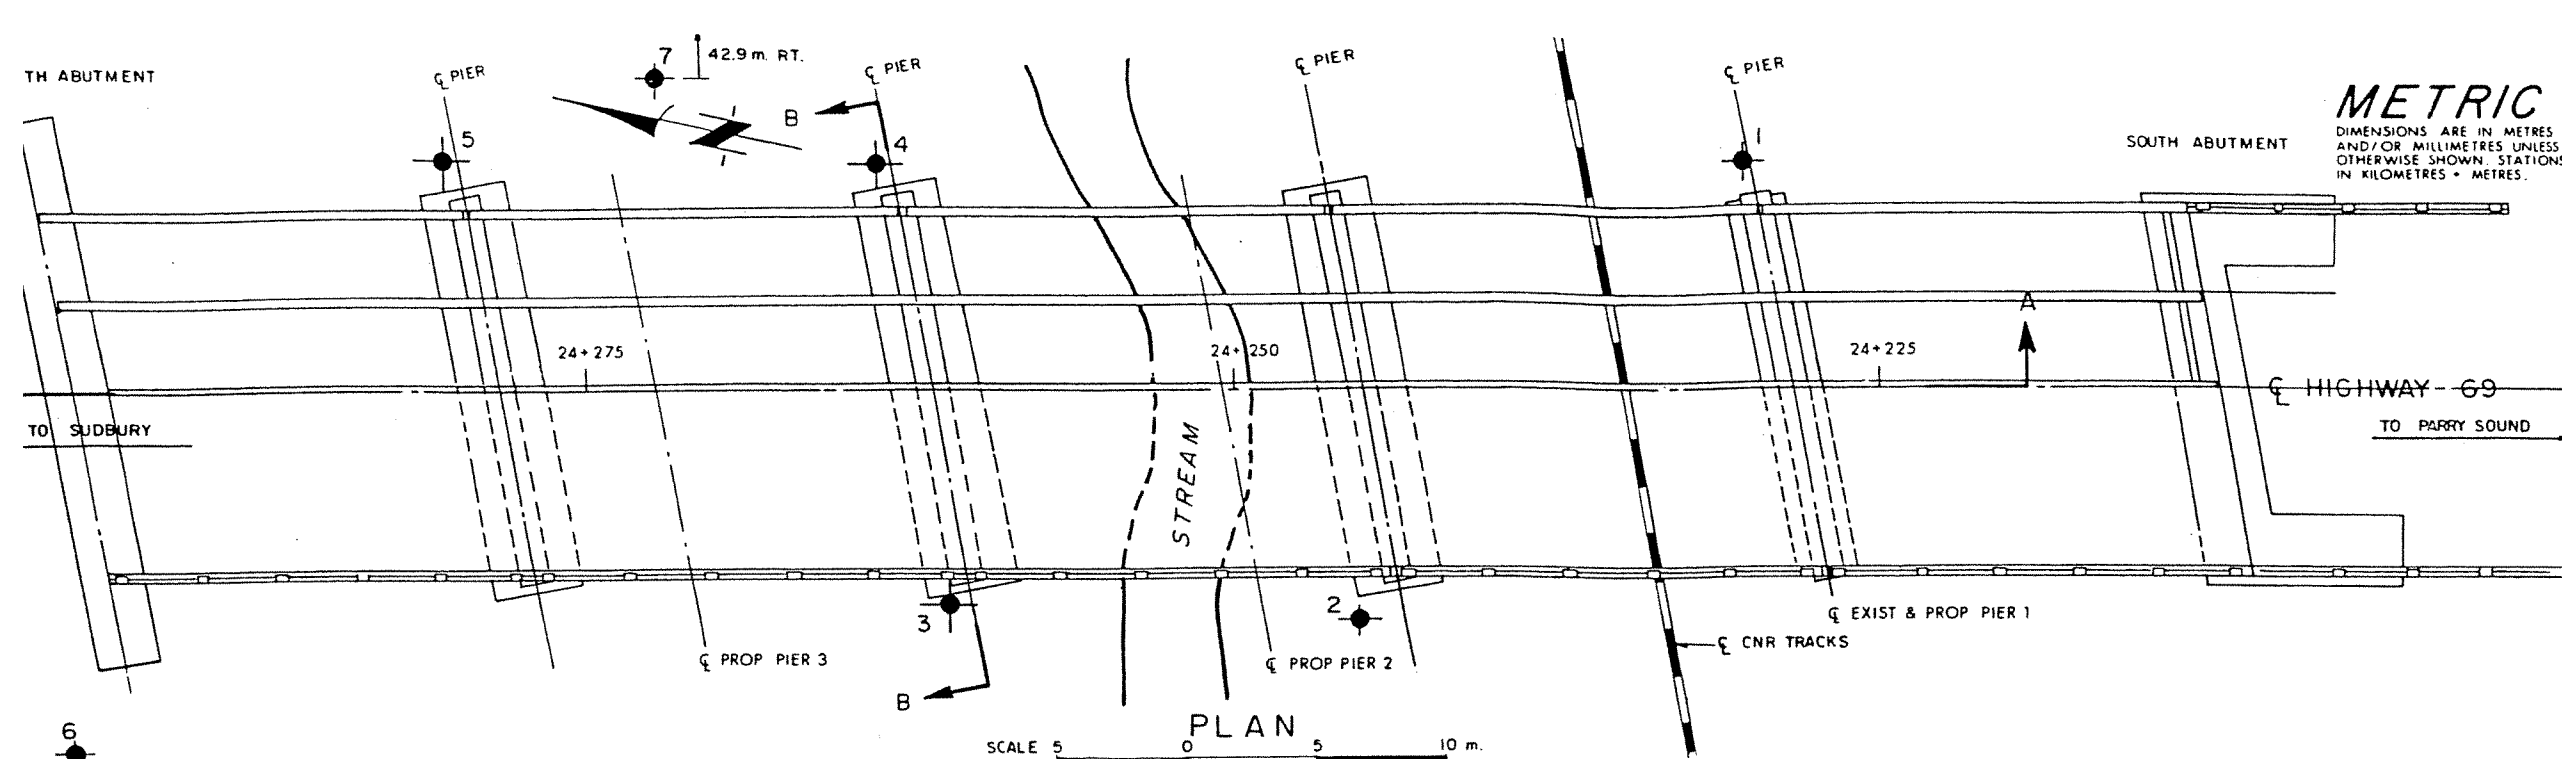 TH ABUTMENT
℄ PIER
7
42.9 m. RT.
℄ PIER
℄ PIER
℄ PIER
METRIC
DIMENSIONS ARE IN METRES
AND/OR MILLIMETRES UNLESS
OTHERWISE SHOWN. STATIONS
IN KILOMETRES + METRES.
SOUTH ABUTMENT
B
5
4
1
24+275
24+250
24+225
A
℄ HIGHWAY-69
TO SUDBURY
TO PARRY SOUND
STREAM
3
2
℄ EXIST & PROP PIER 1
℄ CNR TRACKS
℄ PROP PIER 3
℄ PROP PIER 2
B
6
PLAN
SCALE 5 0 5 10 m.